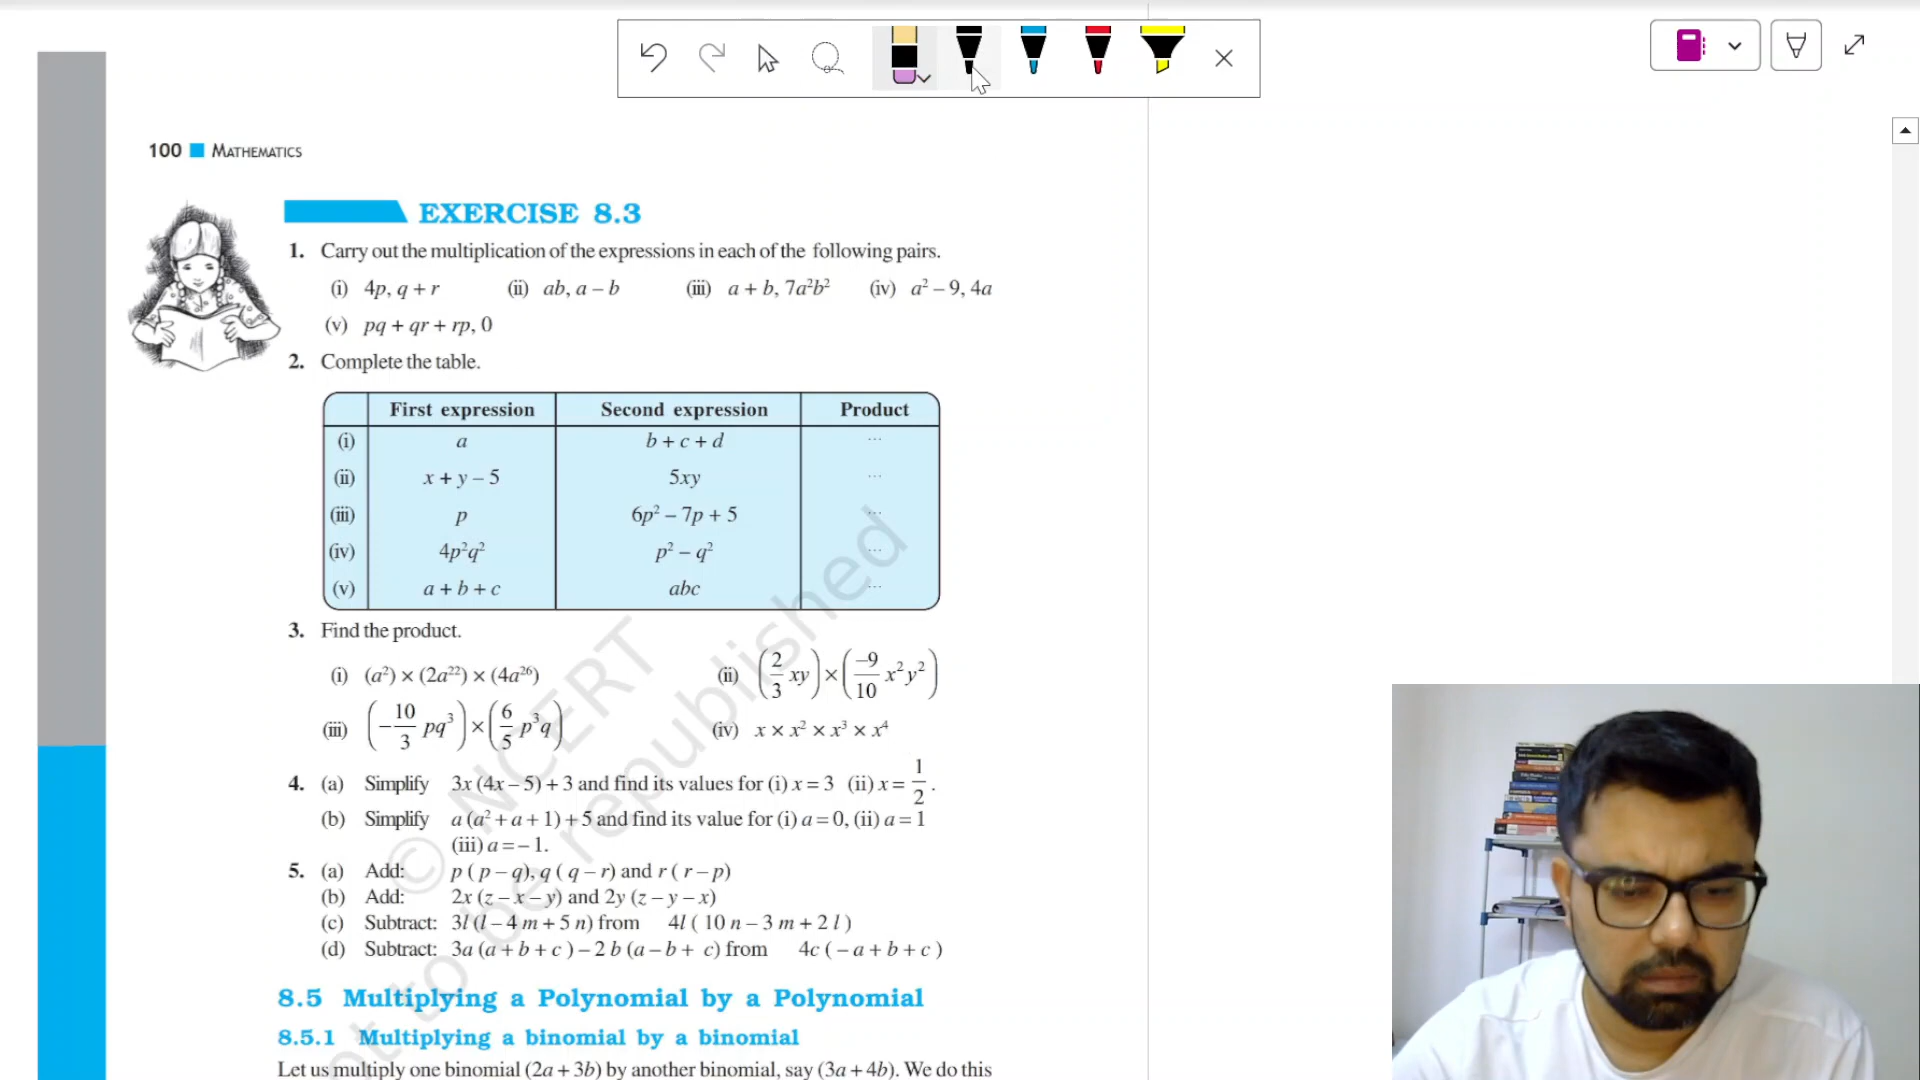 100 MATHEMATICS
EXERCISE 8.3
1. Carry out the multiplication of the expressions in each of the following pairs.
(i) 4p, q + r (ii) ab, a – b (iii) a + b, 7a²b² (iv) a² – 9, 4a
(v) pq + qr + rp, 0
2. Complete the table.
First expression Second expression Product
(i) a b + c + d ...
(ii) x + y – 5 5xy ...
(iii) p 6p² – 7p + 5 ...
(iv) 4p²q² p² – q² ...
(v) a + b + c abc ...
3. Find the product.
(i) (a²) × (2a²²) × (4a²⁶) (ii) (2/3 xy) × (–9/10 x²y²)
(iii) (–10/3 pq³) × (6/5 p³q) (iv) x × x² × x³ × x⁴
4. (a) Simplify 3x (4x – 5) + 3 and find its values for (i) x = 3 (ii) x = 1/2.
(b) Simplify a (a² + a + 1) + 5 and find its value for (i) a = 0, (ii) a = 1
(iii) a = – 1.
5. (a) Add: p ( p – q), q ( q – r) and r ( r – p)
(b) Add: 2x (z – x – y) and 2y (z – y – x)
(c) Subtract: 3l (l – 4 m + 5 n) from 4l ( 10 n – 3 m + 2 l )
(d) Subtract: 3a (a + b + c ) – 2 b (a – b + c) from 4c ( – a + b + c )
8.5 Multiplying a Polynomial by a Polynomial
8.5.1 Multiplying a binomial by a binomial
Let us multiply one binomial (2a + 3b) by another binomial, say (3a + 4b). We do this
© NCERT
not to be republished